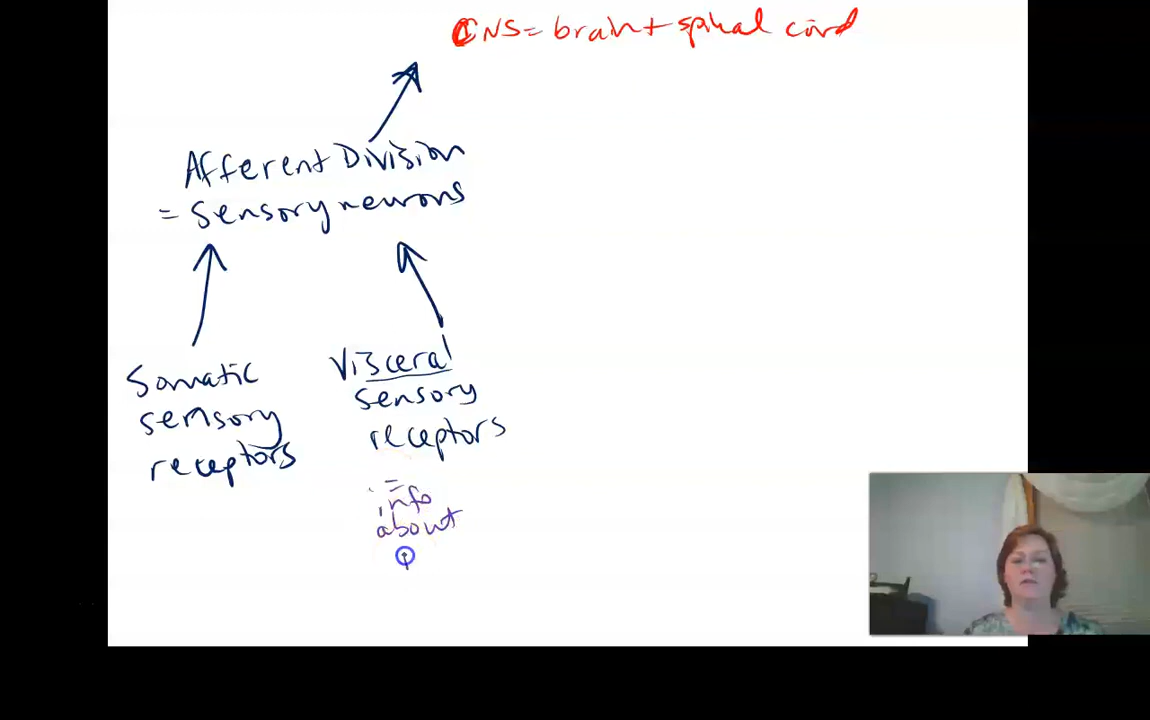 CNS = brain + spinal cord
Afferent Division
= Sensory neurons
Somatic
sensory
receptors
Visceral
sensory
receptors
=
info
about